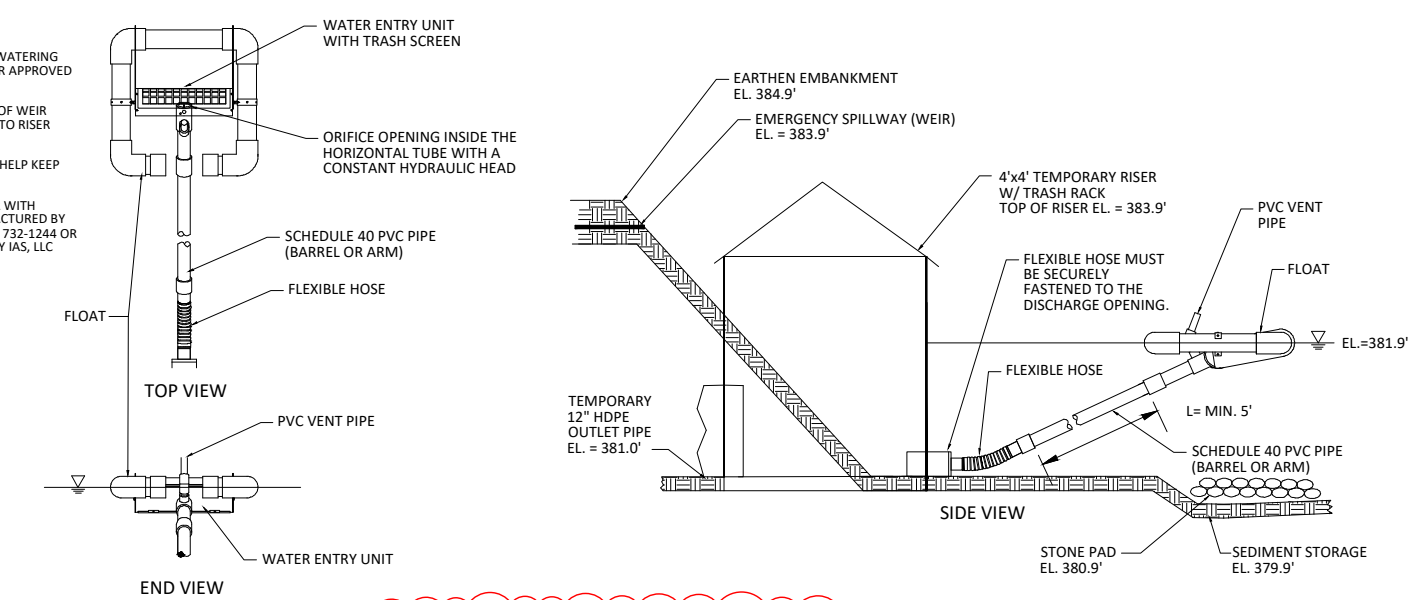 WATERING
R APPROVED
OF WEIR
TO RISER
HELP KEEP
WITH
CTURED BY
732-1244 OR
Y IAS, LLC
WATER ENTRY UNIT
WITH TRASH SCREEN
ORIFICE OPENING INSIDE THE
HORIZONTAL TUBE WITH A
CONSTANT HYDRAULIC HEAD
SCHEDULE 40 PVC PIPE
(BARREL OR ARM)
FLEXIBLE HOSE
FLOAT
TOP VIEW
PVC VENT PIPE
WATER ENTRY UNIT
END VIEW
EARTHEN EMBANKMENT
EL. 384.9'
EMERGENCY SPILLWAY (WEIR)
EL. = 383.9'
4'x4' TEMPORARY RISER
W/ TRASH RACK
TOP OF RISER EL. = 383.9'
PVC VENT
PIPE
FLEXIBLE HOSE MUST
BE SECURELY
FASTENED TO THE
DISCHARGE OPENING.
FLOAT
EL.=381.9'
FLEXIBLE HOSE
TEMPORARY
12" HDPE
OUTLET PIPE
EL. = 381.0'
L= MIN. 5'
SCHEDULE 40 PVC PIPE
(BARREL OR ARM)
SIDE VIEW
STONE PAD
EL. 380.9'
SEDIMENT STORAGE
EL. 379.9'